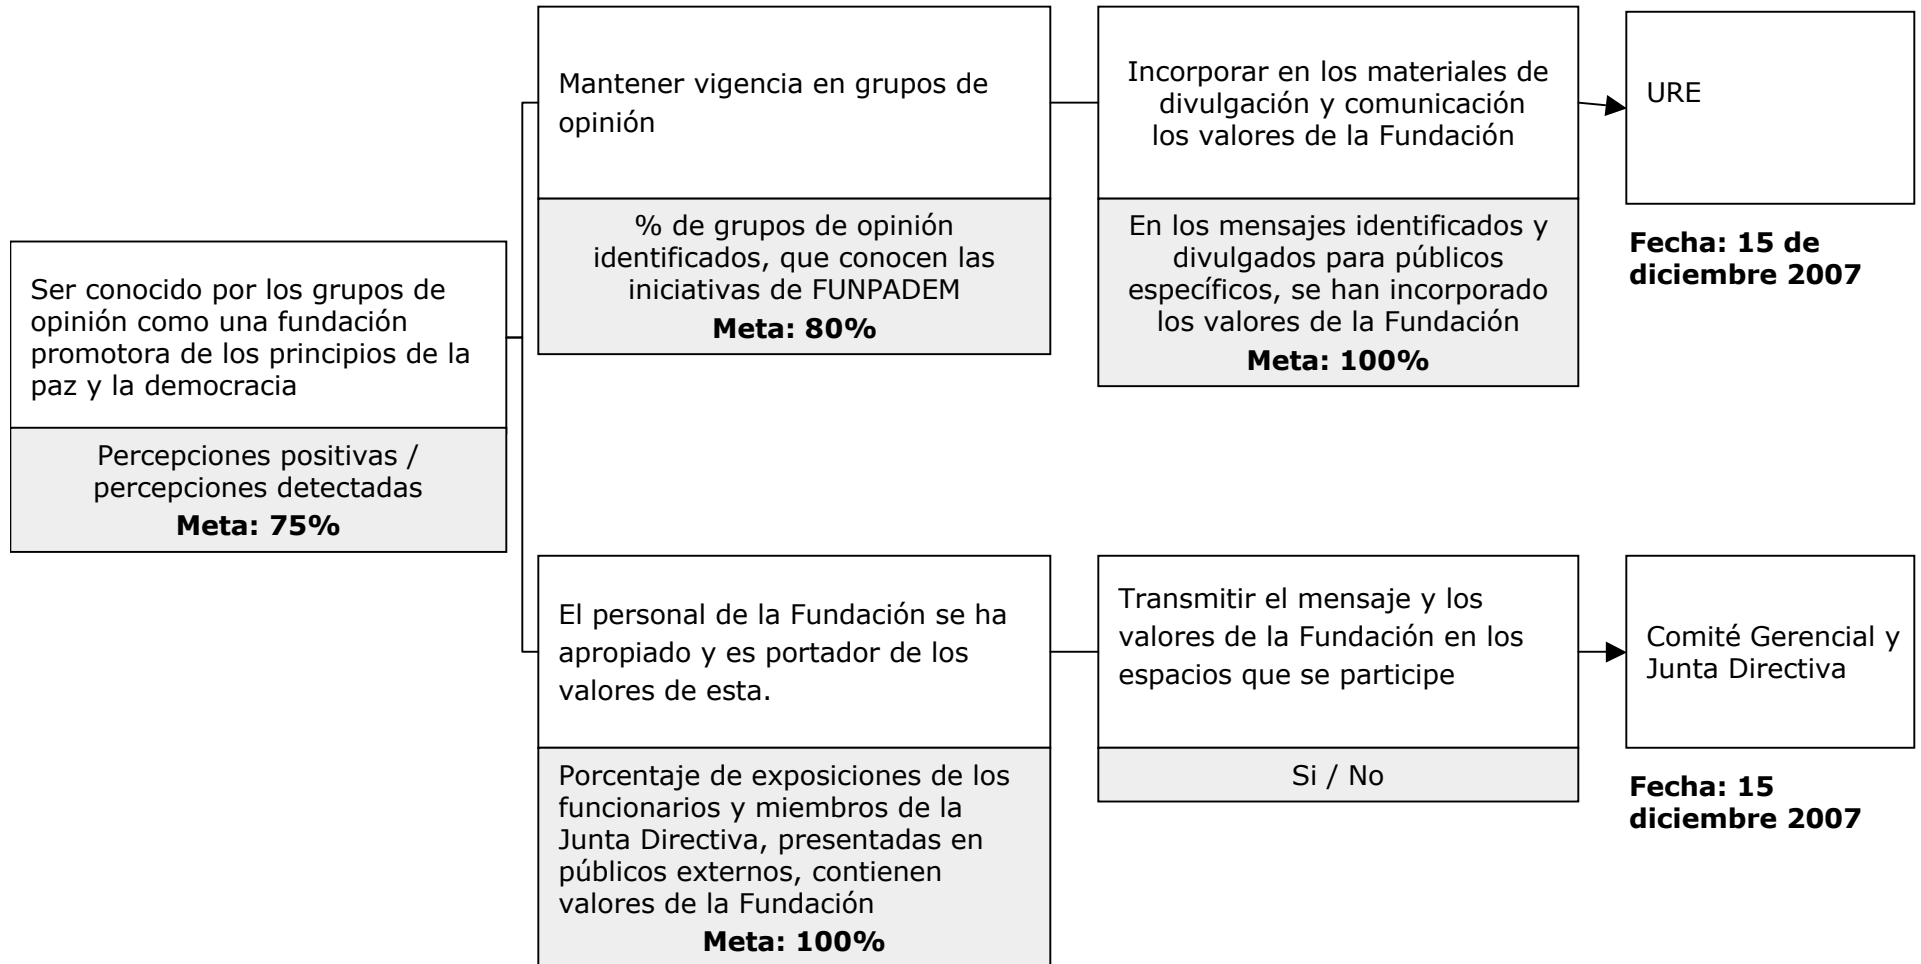 Ser conocido por los grupos de
opinión como una fundación
promotora de los principios de la
paz y la democracia
Percepciones positivas /
percepciones detectadas
Meta: 75%
Mantener vigencia en grupos de
opinión
% de grupos de opinión
identificados, que conocen las
iniciativas de FUNPADEM
Meta: 80%
Incorporar en los materiales de
divulgación y comunicación
los valores de la Fundación
En los mensajes identificados y
divulgados para públicos
específicos, se han incorporado
los valores de la Fundación
Meta: 100%
URE
Fecha: 15 de
diciembre 2007
El personal de la Fundación se ha
apropiado y es portador de los
valores de esta.
Porcentaje de exposiciones de los
funcionarios y miembros de la
Junta Directiva, presentadas en
públicos externos, contienen
valores de la Fundación
Meta: 100%
Transmitir el mensaje y los
valores de la Fundación en los
espacios que se participe
Si / No
Comité Gerencial y
Junta Directiva
Fecha: 15
diciembre 2007